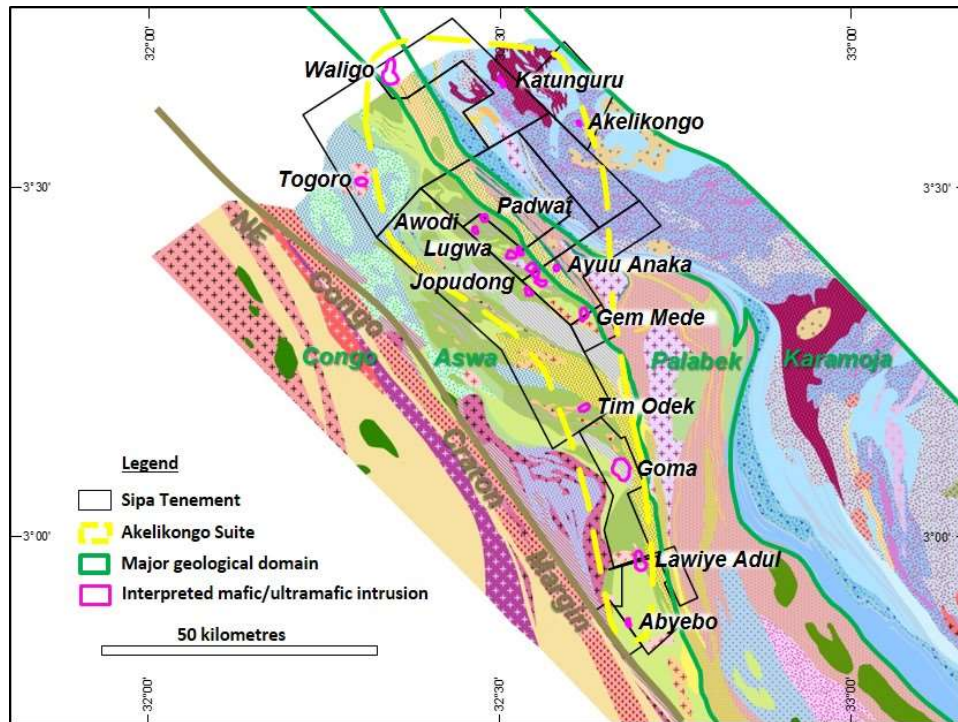 32°00'
32°30'
33°00'
Waligo
Katunguru
Akelikongo
3°30'
3°30'
Togoro
Padwat
Awodi
Lugwa
Ayuu Anaka
Jopudong
Gem Mede
NE Congo Craton Margin
Congo
Aswa
Palabek
Karamoja
Tim Odek
Goma
Legend
Sipa Tenement
Akelikongo Suite
Major geological domain
Interpreted mafic/ultramafic intrusion
3°00'
3°00'
Lawiye Adul
Abyebo
50 kilometres
32°00'
32°30'
33°00'